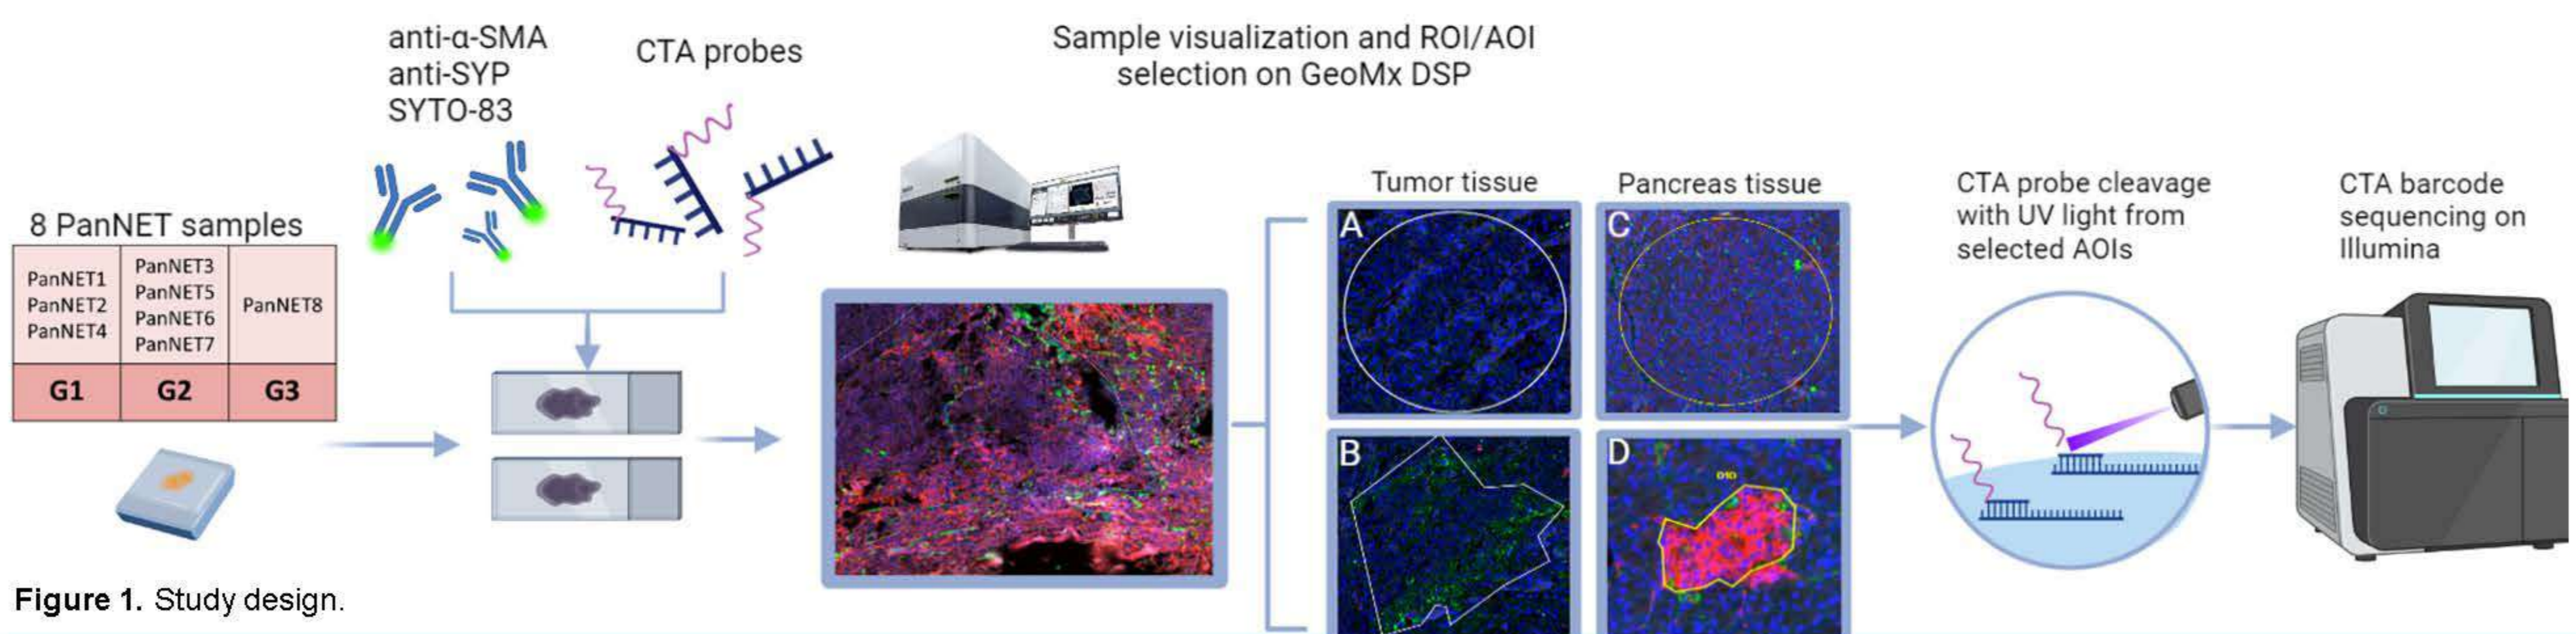 anti-α-SMA
anti-SYP
SYTO-83
CTA probes
Sample visualization and ROI/AOI
selection on GeoMx DSP
8 PanNET samples
PanNET1
PanNET2
PanNET4
PanNET3
PanNET5
PanNET6
PanNET7
PanNET8
G1
G2
G3
Tumor tissue
Pancreas tissue
A
C
B
D
010
CTA probe cleavage
with UV light from
selected AOIs
CTA barcode
sequencing on
Illumina
Figure 1. Study design.